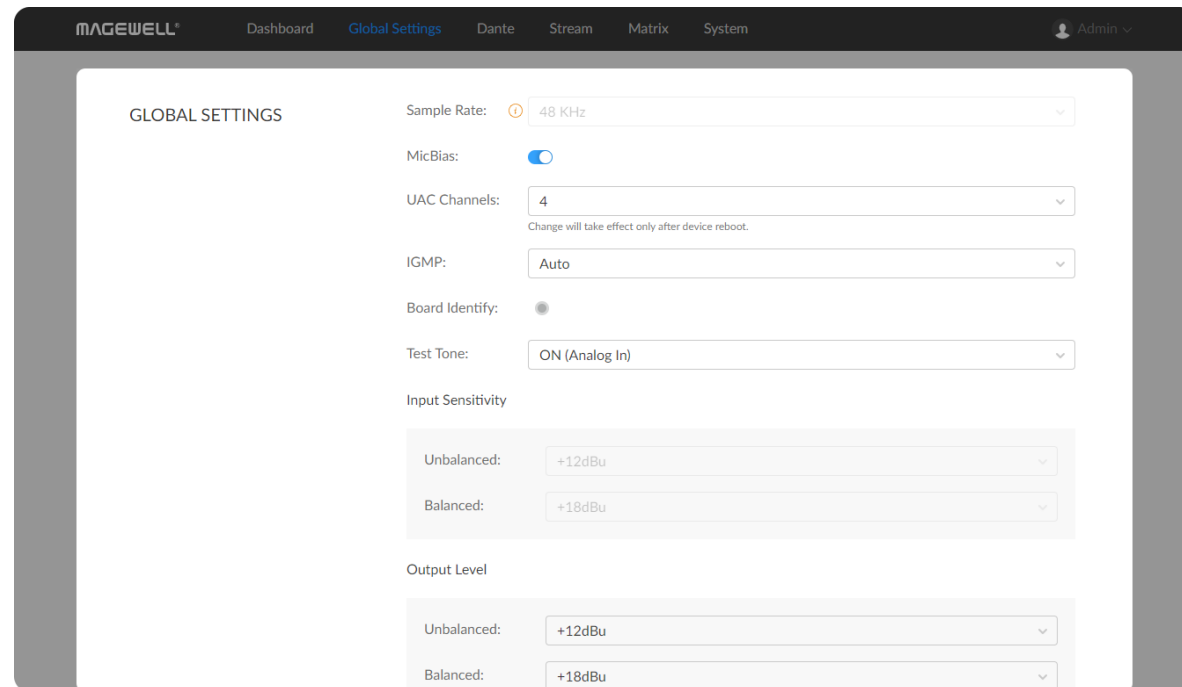 MAGEWELL®
Dashboard Global Settings Dante Stream Matrix System Admin
GLOBAL SETTINGS
Sample Rate: 48 KHz
MicBias:
UAC Channels: 4
Change will take effect only after device reboot.
IGMP: Auto
Board Identify:
Test Tone: ON (Analog In)
Input Sensitivity
Unbalanced: +12dBu
Balanced: +18dBu
Output Level
Unbalanced: +12dBu
Balanced: +18dBu